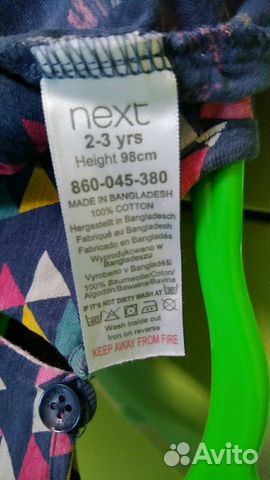 next
2-3 yrs
Height 98cm
860-045-380
MADE IN BANGLADESH
100% COTTON
Hergestellt in Bangladesch
Fabriqué au Bangladesh
Fabricado en Bangladés
Wyprodukowano w
Bangladeszu
Vyrobeno v Bangladéši
100% Baumwolle/Coton/
Algodón/Bawełna/Bavlna
IF IT'S NOT DIRTY WASH AT 30°
40
Wash inside out
Iron on reverse
KEEP AWAY FROM FIRE
Avito